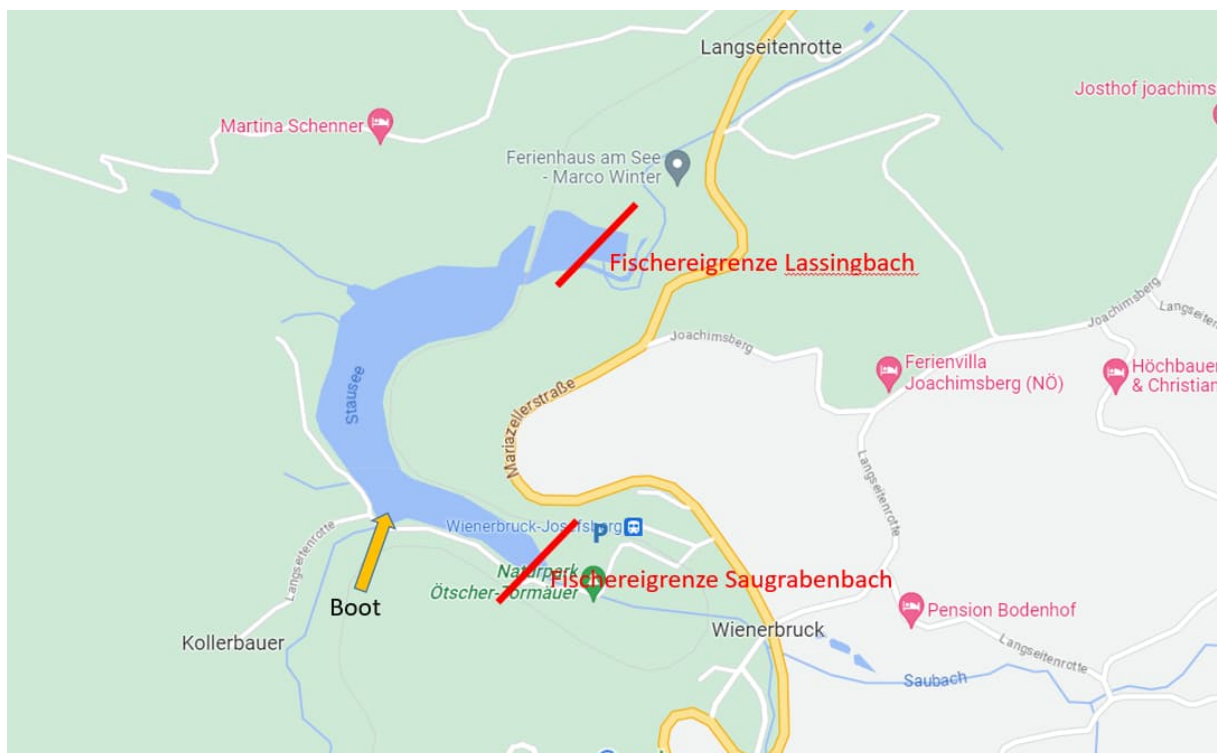 Langseitenrotte
Josthof joachims
Martina Schenner
Ferienhaus am See
- Marco Winter
Fischereigrenze Lassingbach
Joachimsberg
Joachimsberg
Langseitenr
Stausee
Mariazellerstraße
Ferienvilla
Joachimsberg (NÖ)
Höchbauer
& Christian
Langseitenrotte
Wienerbruck-Josefsberg
P
Langseitenrotte
Naturpark
Ötscher-Tormäuer
Fischereigrenze Saugrabenbach
Boot
Kollerbauer
Wienerbruck
Pension Bodenhof
Langseitenrotte
Saubach